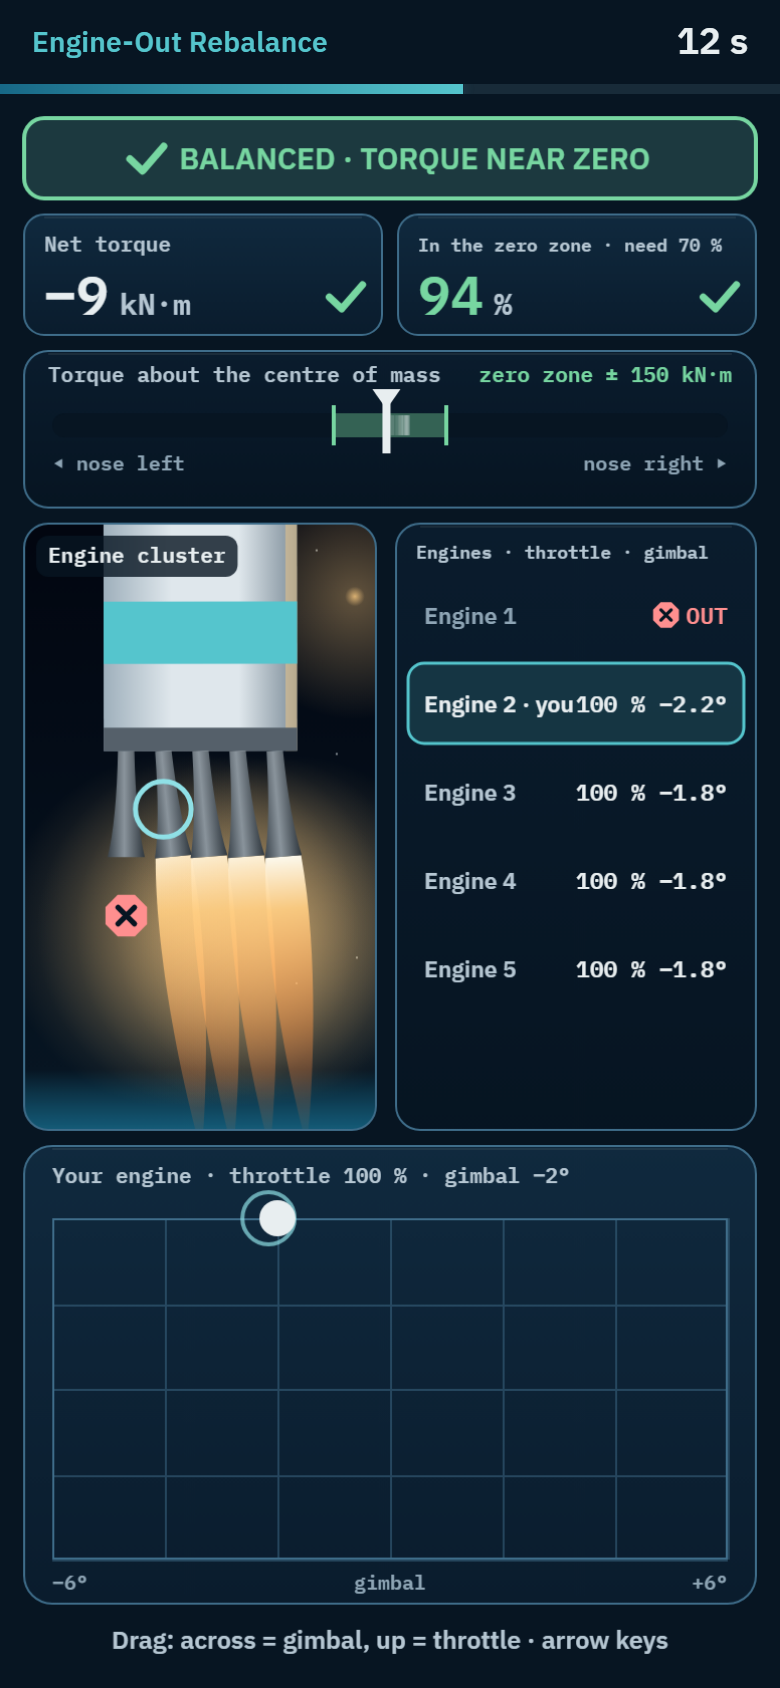 Engine-Out Rebalance
12 s
BALANCED · TORQUE NEAR ZERO
Net torque
−9 kN·m
In the zero zone · need 70 %
94 %
Torque about the centre of mass
zero zone ± 150 kN·m
nose left
nose right
Engine cluster
Engines · throttle · gimbal
Engine 1 OUT
Engine 2 · you 100 % −2.2°
Engine 3 100 % −1.8°
Engine 4 100 % −1.8°
Engine 5 100 % −1.8°
Your engine · throttle 100 % · gimbal −2°
−6° gimbal +6°
Drag: across = gimbal, up = throttle · arrow keys